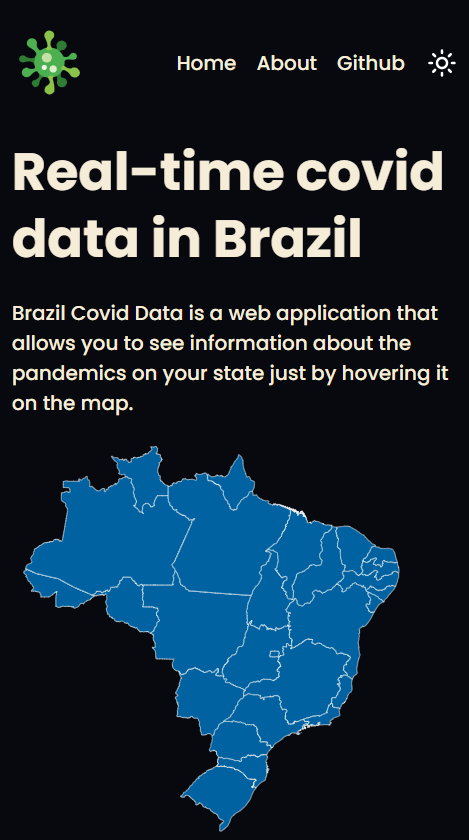 Home About Github
Real-time covid
data in Brazil
Brazil Covid Data is a web application that
allows you to see information about the
pandemics on your state just by hovering it
on the map.